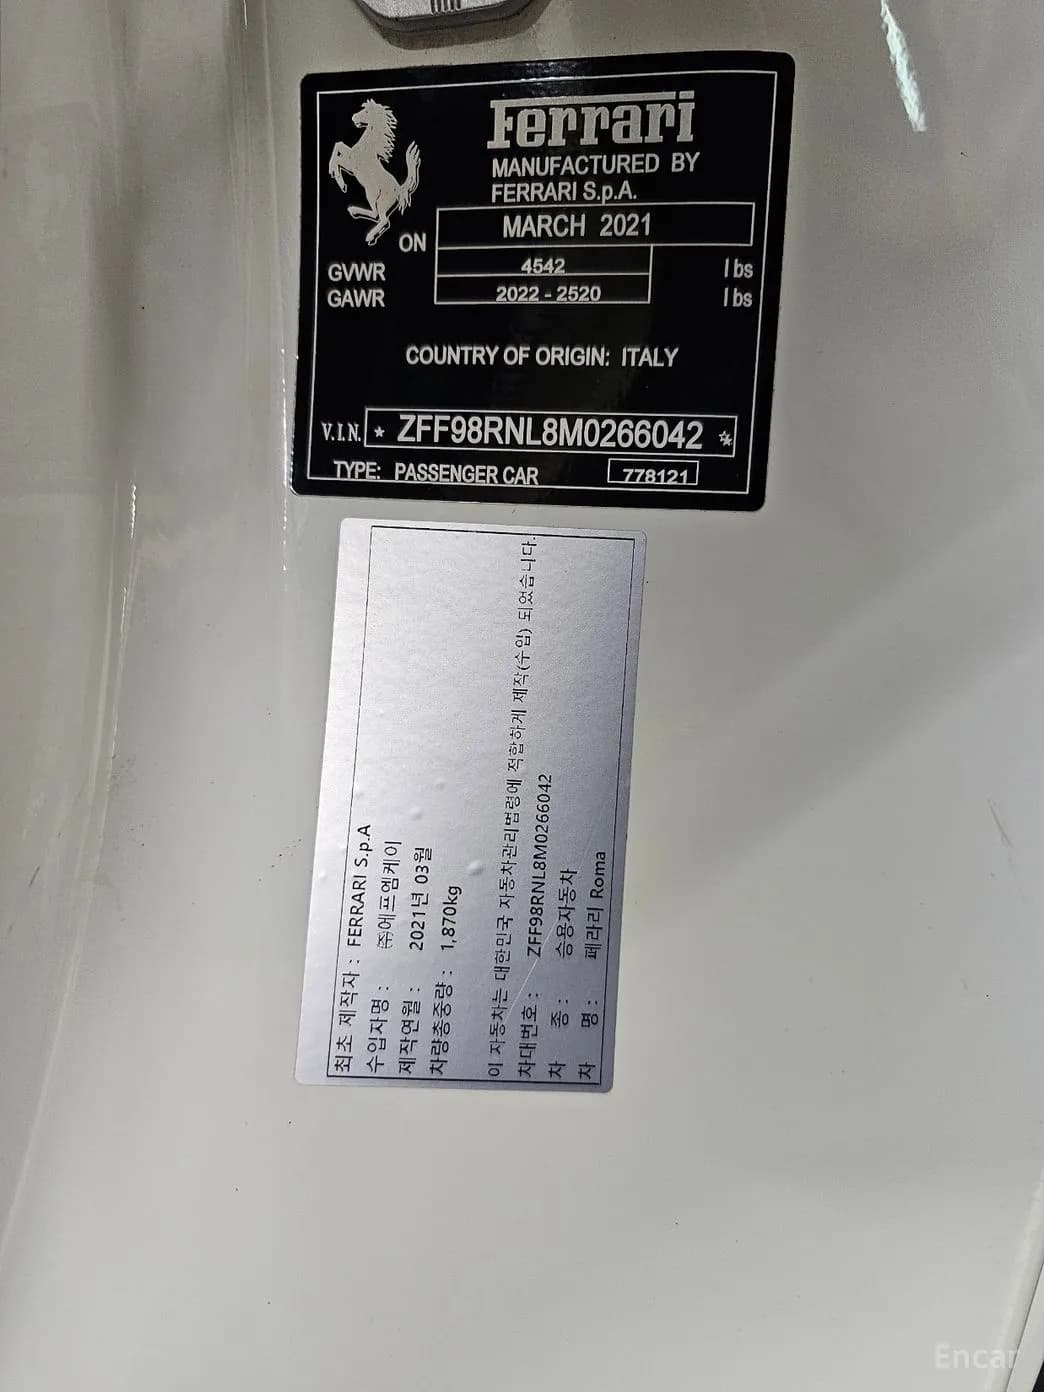 Ferrari
MANUFACTURED BY
FERRARI S.p.A.
ON MARCH 2021
GVWR 4542 lbs
GAWR 2022 - 2520 lbs
COUNTRY OF ORIGIN: ITALY
V.I.N. * ZFF98RNL8M0266042 *
TYPE: PASSENGER CAR 778121
최초 제작자 : FERRARI S.p.A
수입자명 : ㈜에프엠케이
제작연월 : 2021년 03월
차량총중량 : 1,870kg
이 자동차는 대한민국 자동차관리법령에 적합하게 제작(수입) 되었습니다.
차대번호 : ZFF98RNL8M0266042
차 종 : 승용자동차
차 명 : 페라리 Roma
Encar